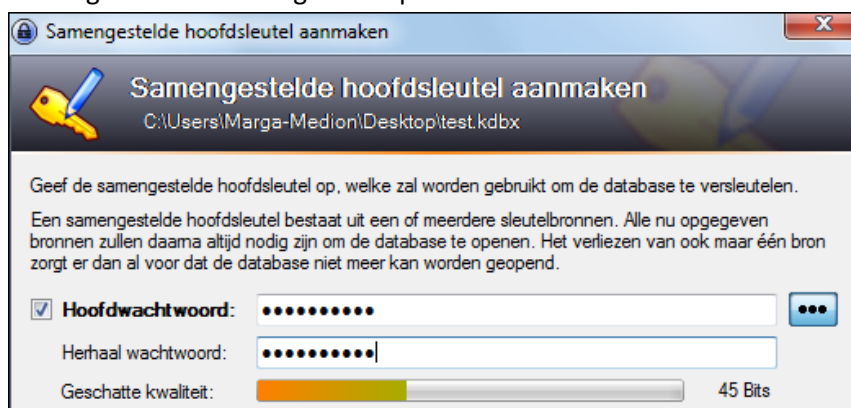 Samengestelde hoofdsleutel aanmaken
Samengestelde hoofdsleutel aanmaken
C:\Users\Marga-Medion\Desktop\test.kdbx
Geef de samengestelde hoofdsleutel op, welke zal worden gebruikt om de database te versleutelen.
Een samengestelde hoofdsleutel bestaat uit een of meerdere sleutelbronnen. Alle nu opgegeven
bronnen zullen daarna altijd nodig zijn om de database te openen. Het verliezen van ook maar één bron
zorgt er dan al voor dat de database niet meer kan worden geopend.
Hoofdwachtwoord: ●●●●●●●●●●
Herhaal wachtwoord: ●●●●●●●●●●
Geschatte kwaliteit: 45 Bits